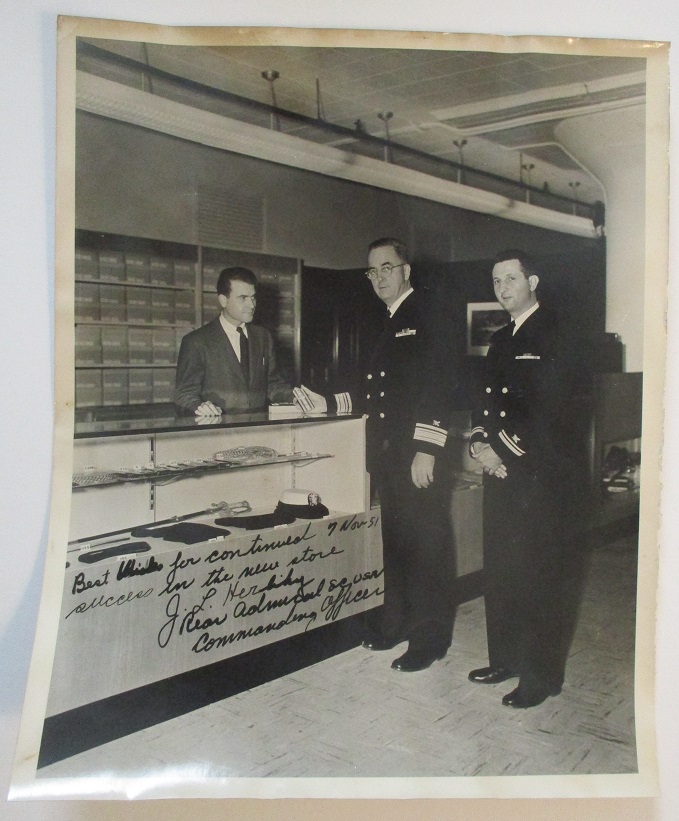 Best Wishes for continued 7 Nov-51
success in the new store
J. L. Herlihy
Rear Admiral SC, USN
Commanding Officer